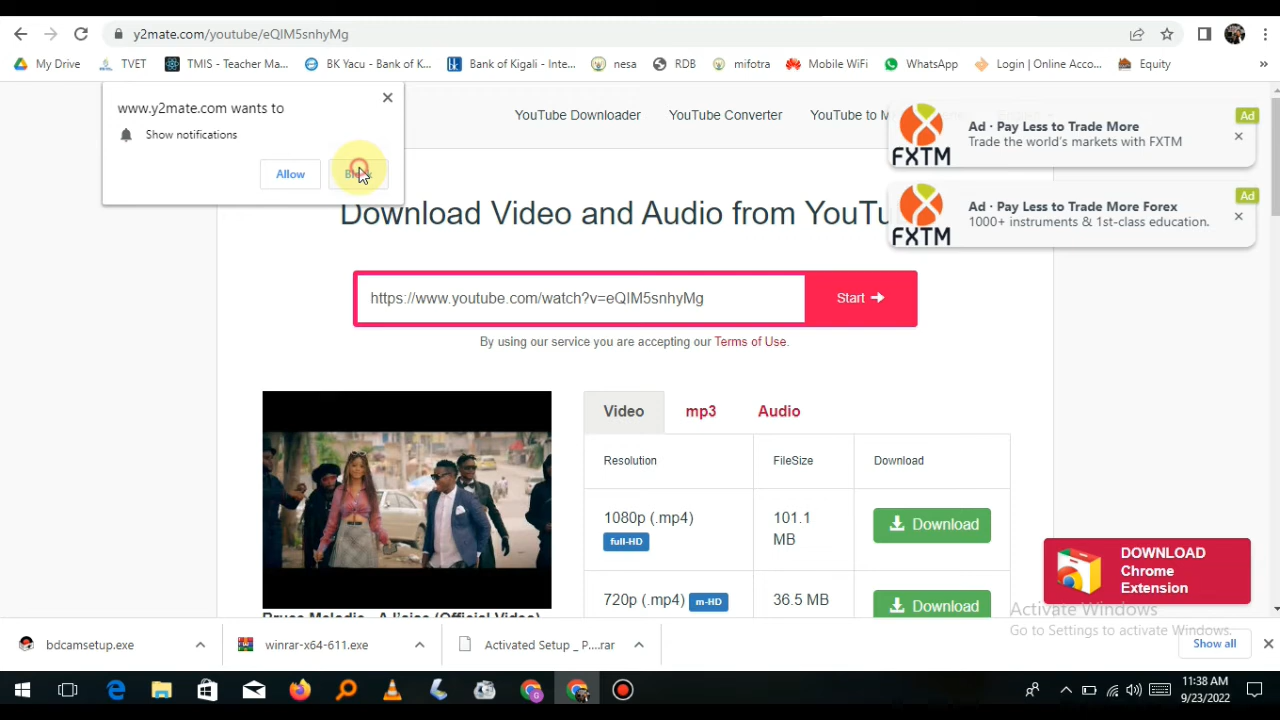 y2mate.com/youtube/eQIM5snhyMg
My Drive TVET TMIS - Teacher Ma... BK Yacu - Bank of K... Bank of Kigali - Inte... nesa RDB mifotra Mobile WiFi WhatsApp Login | Online Acco... Equity »
www.y2mate.com wants to
Show notifications
Allow
YouTube Downloader YouTube Converter YouTube to M
Ad
Ad · Pay Less to Trade More
Trade the world's markets with FXTM
FXTM
Ad
Ad · Pay Less to Trade More Forex
1000+ instruments & 1st-class education.
FXTM
Download Video and Audio from YouTu
https://www.youtube.com/watch?v=eQIM5snhyMg Start
By using our service you are accepting our Terms of Use.
Video mp3 Audio
Resolution FileSize Download
1080p (.mp4) full-HD 101.1 MB Download
720p (.mp4) m-HD 36.5 MB Download
Bruce Melodie - A l'aise (Official Video)
DOWNLOAD
Chrome
Extension
Activate Windows
Go to Settings to activate Windows.
bdcamsetup.exe winrar-x64-611.exe Activated Setup _ P....rar Show all
11:38 AM
9/23/2022